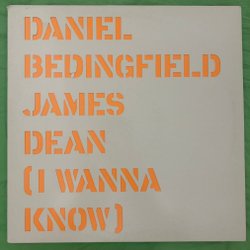 DANIEL
BEDINGFIELD
JAMES
DEAN
(I WANNA
KNOW)